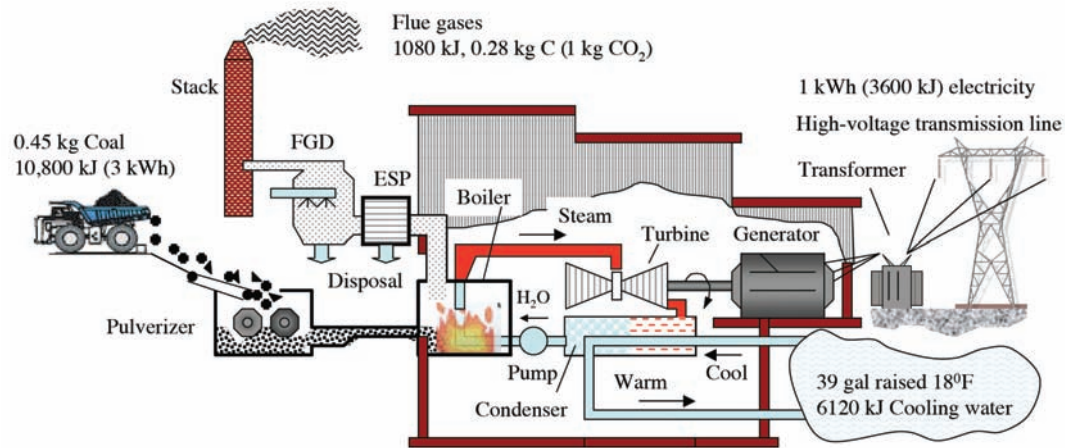 Flue gases
1080 kJ, 0.28 kg C (1 kg CO₂)
Stack
1 kWh (3600 kJ) electricity
High-voltage transmission line
0.45 kg Coal
10,800 kJ (3 kWh)
FGD
Transformer
ESP
Boiler
Steam
Turbine
Generator
Disposal
H₂O
Pulverizer
Pump
Cool
Warm
Condenser
39 gal raised 18⁰F
6120 kJ Cooling water